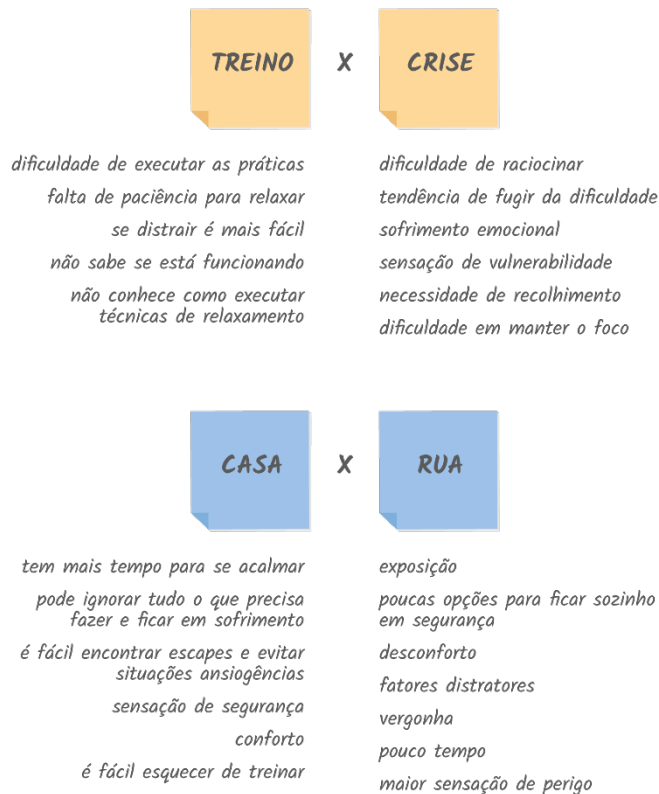 TREINO X CRISE
dificuldade de executar as práticas
falta de paciência para relaxar
se distrair é mais fácil
não sabe se está funcionando
não conhece como executar
técnicas de relaxamento
dificuldade de raciocinar
tendência de fugir da dificuldade
sofrimento emocional
sensação de vulnerabilidade
necessidade de recolhimento
dificuldade em manter o foco
CASA X RUA
tem mais tempo para se acalmar
pode ignorar tudo o que precisa
fazer e ficar em sofrimento
é fácil encontrar escapes e evitar
situações ansiogências
sensação de segurança
conforto
é fácil esquecer de treinar
exposição
poucas opções para ficar sozinho
em segurança
desconforto
fatores distratores
vergonha
pouco tempo
maior sensação de perigo